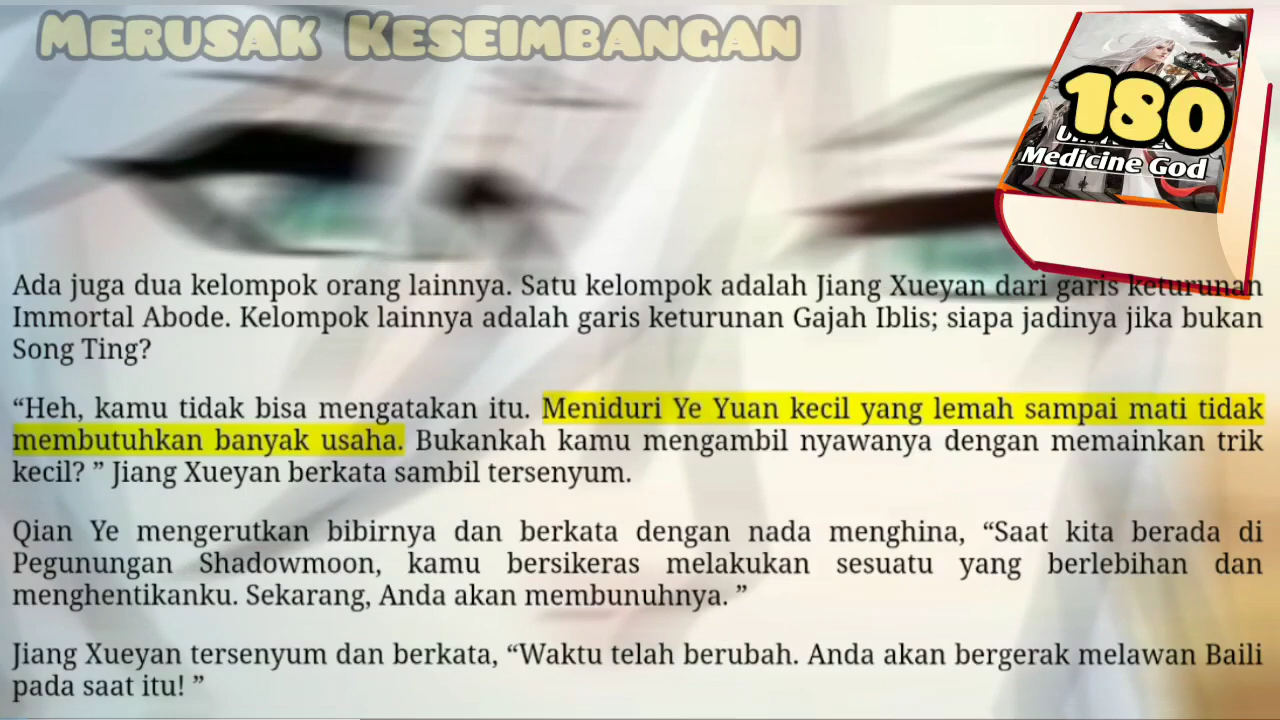 Merusak Keseimbangan
180
Medicine God
Ada juga dua kelompok orang lainnya. Satu kelompok adalah Jiang Xueyan dari garis keturunan
Immortal Abode. Kelompok lainnya adalah garis keturunan Gajah Iblis; siapa jadinya jika bukan
Song Ting?
“Heh, kamu tidak bisa mengatakan itu. Meniduri Ye Yuan kecil yang lemah sampai mati tidak
membutuhkan banyak usaha. Bukankah kamu mengambil nyawanya dengan memainkan trik
kecil? ” Jiang Xueyan berkata sambil tersenyum.
Qian Ye mengerutkan bibirnya dan berkata dengan nada menghina, “Saat kita berada di
Pegunungan Shadowmoon, kamu bersikeras melakukan sesuatu yang berlebihan dan
menghentikanku. Sekarang, Anda akan membunuhnya. ”
Jiang Xueyan tersenyum dan berkata, “Waktu telah berubah. Anda akan bergerak melawan Baili
pada saat itu! ”